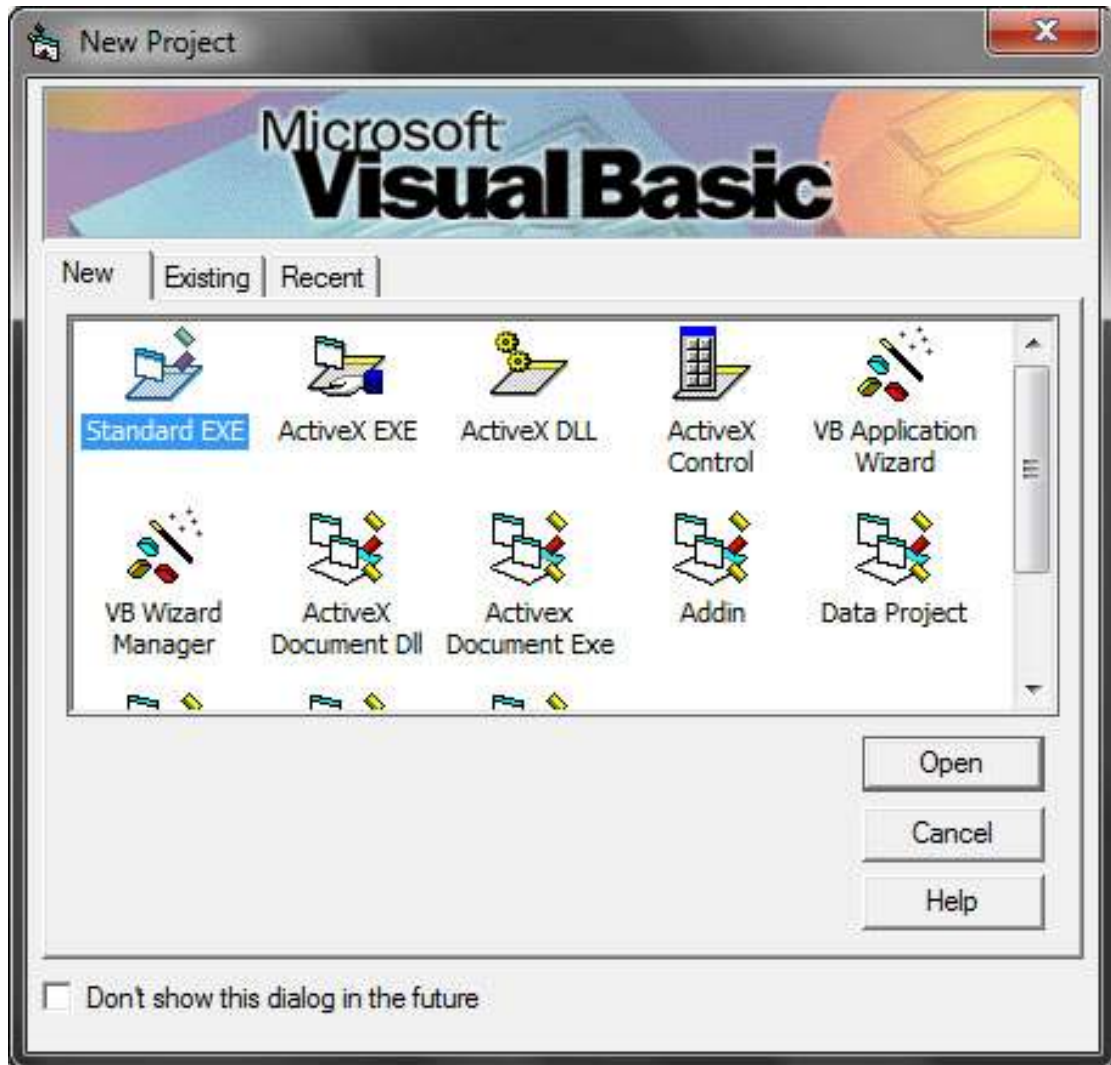 New Project
Microsoft
Visual Basic
New Existing Recent
Standard EXE ActiveX EXE ActiveX DLL ActiveX Control VB Application Wizard
VB Wizard Manager ActiveX Document Dll Activex Document Exe Addin Data Project
Open
Cancel
Help
Don't show this dialog in the future